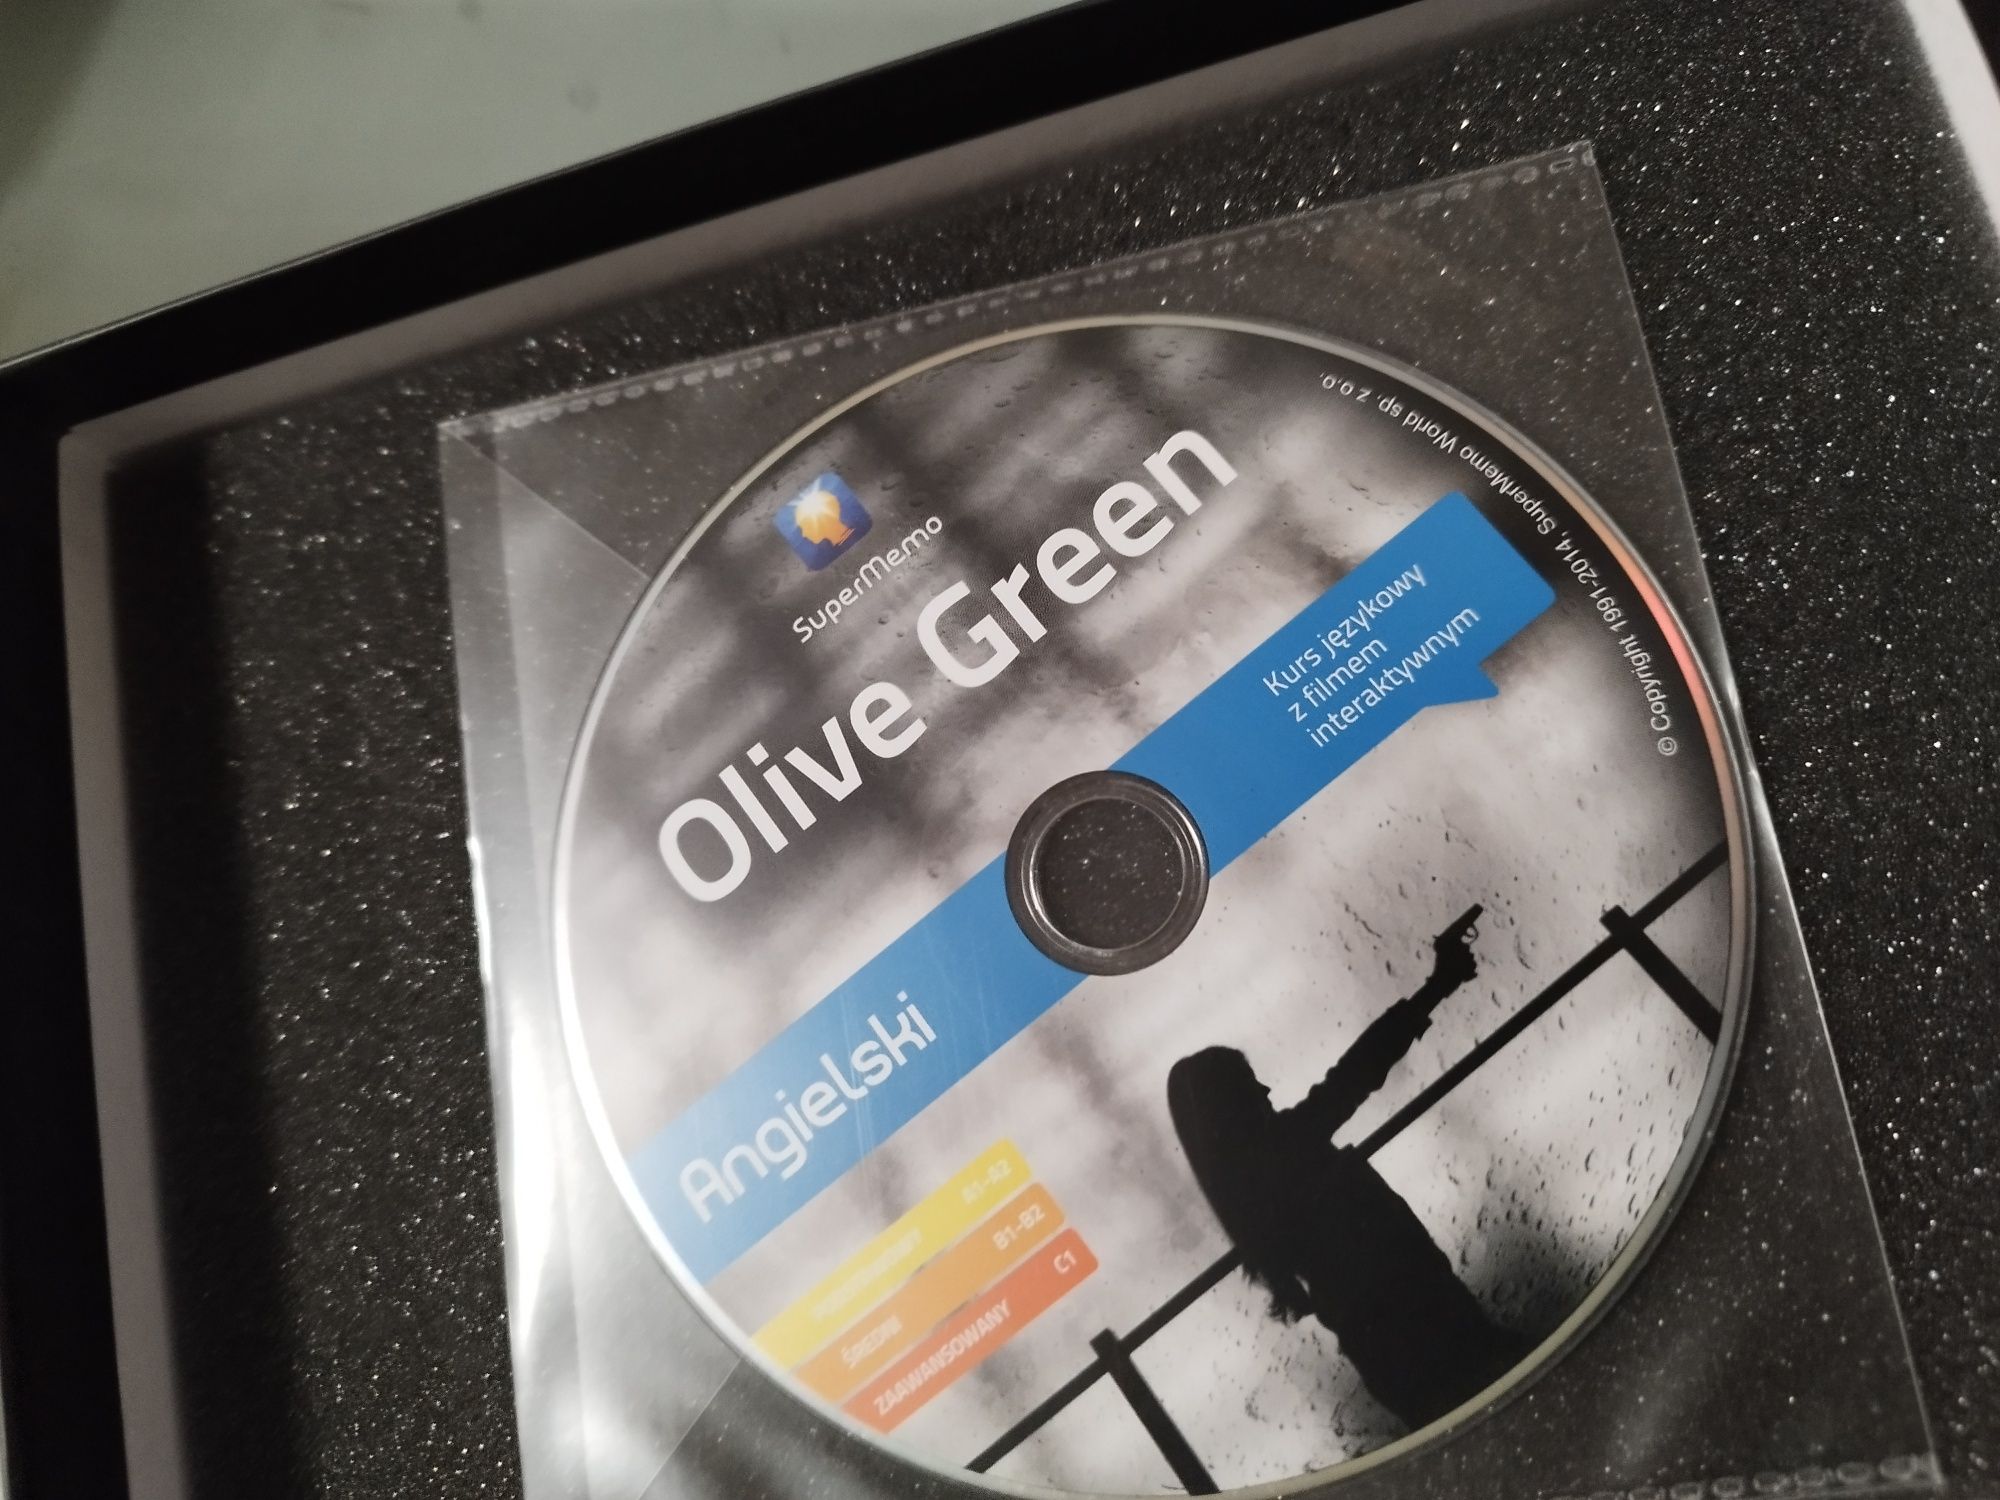 SuperMemo
Olive Green
Kurs językowy
z filmem
interaktywnym
Angielski
PODSTAWOWY A1-A2
ŚREDNI B1-B2
ZAAWANSOWANY C1
© Copyright 1991-2014, SuperMemo World sp. z o.o.